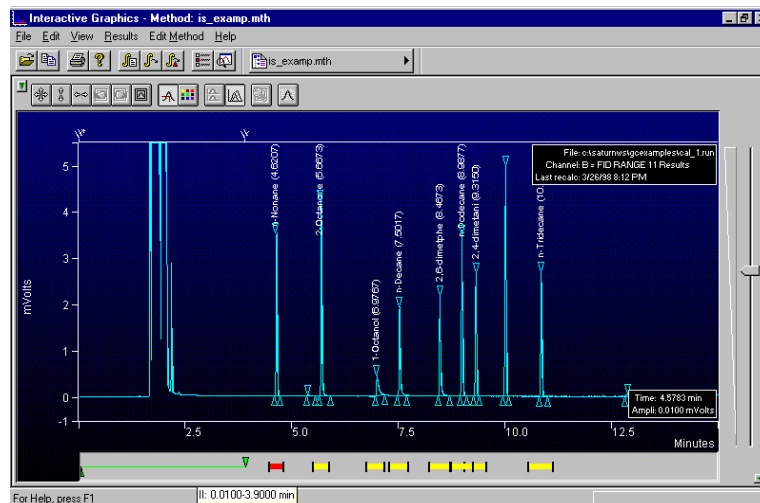 Interactive Graphics - Method: is_examp.mth
File Edit View Results Edit Method Help
is_examp.mth
File: c:\saturnws\gcexamples\cal_1.run
Channel: B = FID RANGE 11 Results
Last recalc: 3/26/98 8:12 PM
n-Nonane (4.6207)
2-Octanone (5.6673)
1-Octanol (6.9767)
n-Decane (7.5017)
2,6-dimetphe (8.4673)
n-Dodecane (8.9877)
2,4-dimetani (9.3150)
n-Tridecane (10.
5
4
3
2
1
0
-1
mVolts
Time: 4.5783 min
Ampli: 0.0100 mVolts
2.5
5.0
7.5
10.0
12.5
Minutes
For Help, press F1
II: 0.0100-3.9000 min